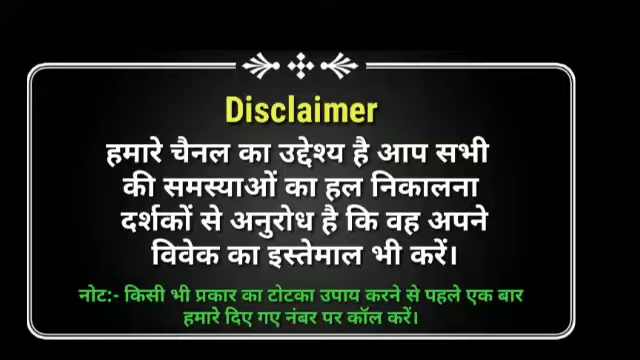 Disclaimer
हमारे चैनल का उद्देश्य है आप सभी
की समस्याओं का हल निकालना
दर्शकों से अनुरोध है कि वह अपने
विवेक का इस्तेमाल भी करें।
नोट:- किसी भी प्रकार का टोटका उपाय करने से पहले एक बार
हमारे दिए गए नंबर पर कॉल करें।